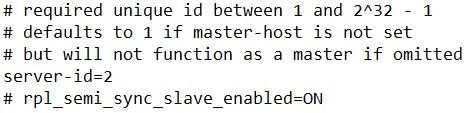 # required unique id between 1 and 2^32 - 1
# defaults to 1 if master-host is not set
# but will not function as a master if omitted
server-id=2
# rpl_semi_sync_slave_enabled=ON